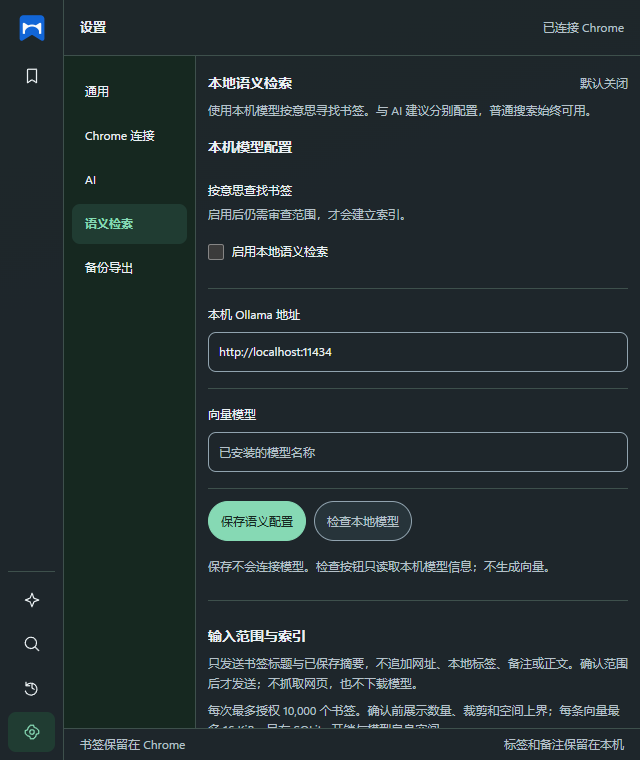 设置
已连接 Chrome
通用
Chrome 连接
AI
语义检索
备份导出
本地语义检索
默认关闭
使用本机模型按意思寻找书签。与 AI 建议分别配置，普通搜索始终可用。
本机模型配置
按意思查找书签
启用后仍需审查范围，才会建立索引。
启用本地语义检索
本机 Ollama 地址
http://localhost:11434
向量模型
已安装的模型名称
保存语义配置
检查本地模型
保存不会连接模型。检查按钮只读取本机模型信息；不生成向量。
输入范围与索引
只发送书签标题与已保存摘要，不追加网址、本地标签、备注或正文。确认范围
后才发送；不抓取网页，也不下载模型。
每次最多授权 10,000 个书签。确认前展示数量、裁剪和空间上界；每条向量最
书签保留在 Chrome
标签和备注保留在本机